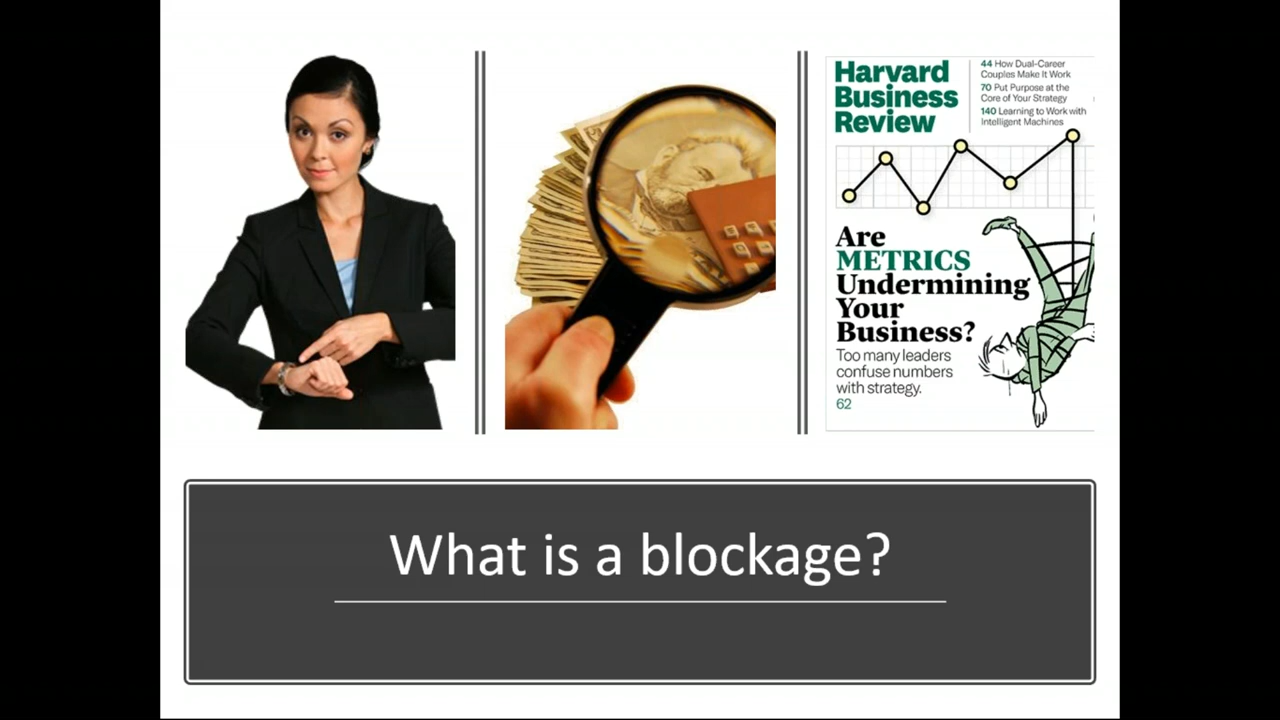 Harvard
Business
Review
44 How Dual-Career
Couples Make It Work
70 Put Purpose at the
Core of Your Strategy
140 Learning to Work with
Intelligent Machines
Are
METRICS
Undermining
Your
Business?
Too many leaders
confuse numbers
with strategy.
62
What is a blockage?